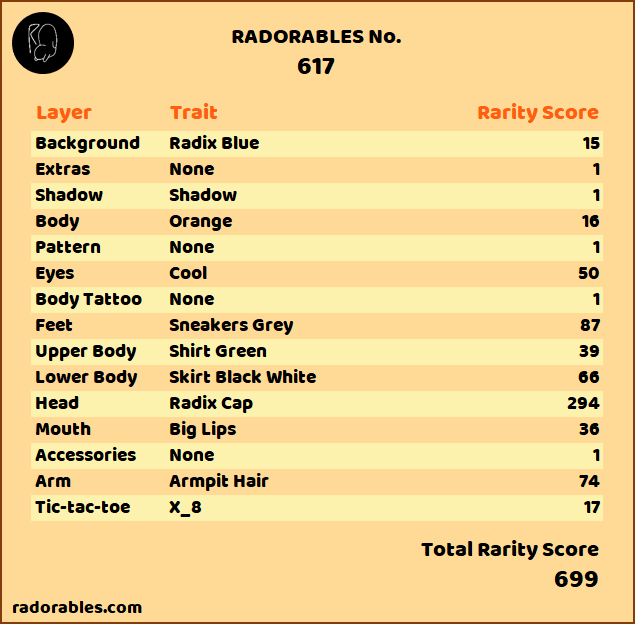 RADORABLES No.
617
Layer Trait Rarity Score
Background Radix Blue 15
Extras None 1
Shadow Shadow 1
Body Orange 16
Pattern None 1
Eyes Cool 50
Body Tattoo None 1
Feet Sneakers Grey 87
Upper Body Shirt Green 39
Lower Body Skirt Black White 66
Head Radix Cap 294
Mouth Big Lips 36
Accessories None 1
Arm Armpit Hair 74
Tic-tac-toe X_8 17
Total Rarity Score
699
radorables.com